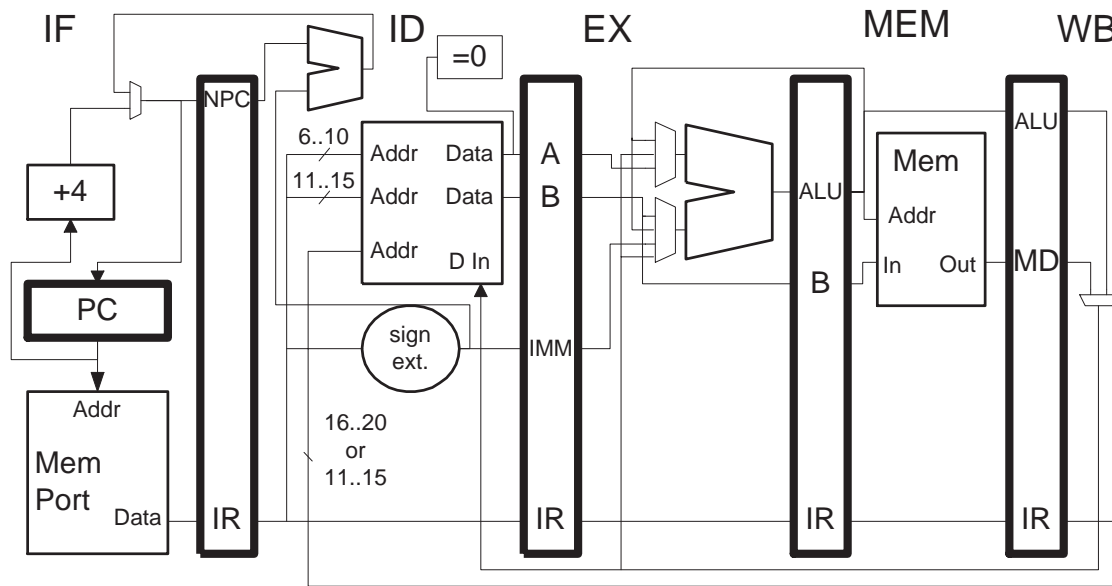 IF
ID
EX
MEM
WB
=0
NPC
+4
PC
Addr
Mem
Port
Data
IR
6..10
11..15
Addr
Data
Addr
Data
Addr
D In
sign
ext.
16..20
or
11..15
A
B
IMM
IR
ALU
B
IR
Mem
Addr
In
Out
ALU
MD
IR